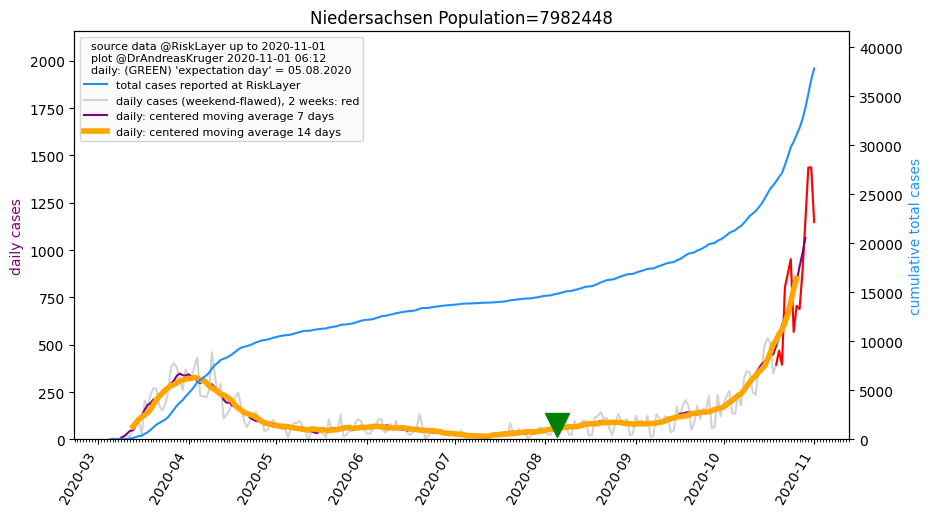 Niedersachsen Population=7982448
source data @RiskLayer up to 2020-11-01
plot @DrAndreasKruger 2020-11-01 06:12
daily: (GREEN) 'expectation day' = 05.08.2020
total cases reported at RiskLayer
daily cases (weekend-flawed), 2 weeks: red
daily: centered moving average 7 days
daily: centered moving average 14 days
daily cases
2000
1750
1500
1250
1000
750
500
250
0
40000
35000
30000
25000
20000
15000
10000
5000
0
cumulative total cases
2020-03
2020-04
2020-05
2020-06
2020-07
2020-08
2020-09
2020-10
2020-11